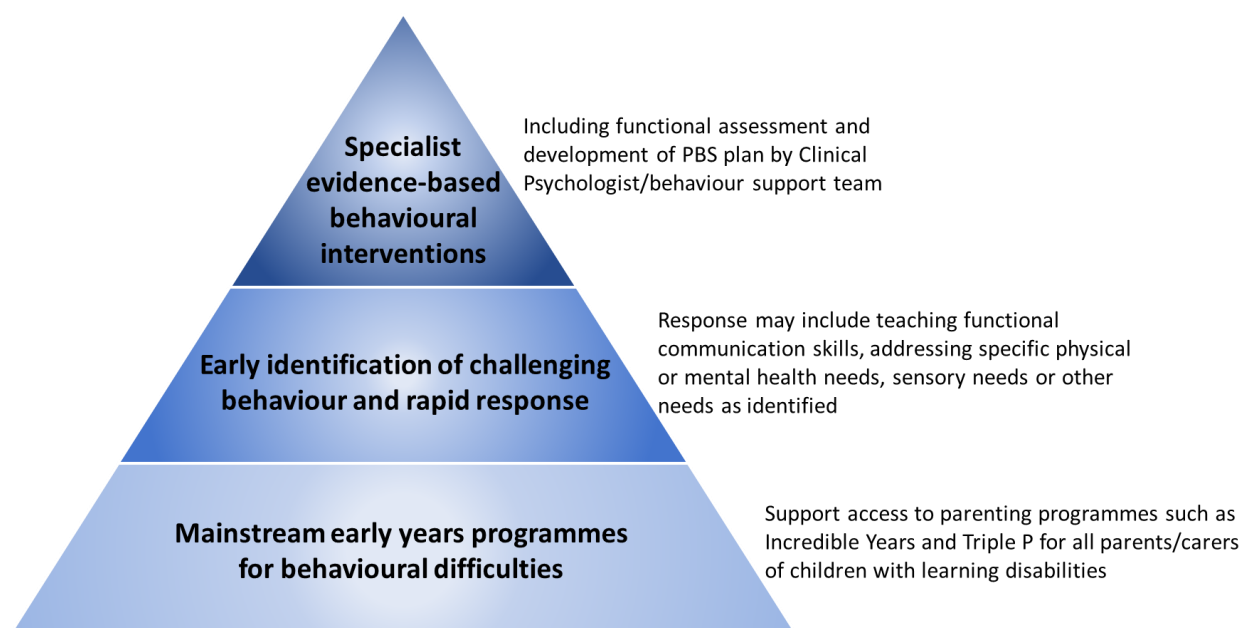 Specialist
evidence-based
behavioural
interventions
Including functional assessment and
development of PBS plan by Clinical
Psychologist/behaviour support team
Early identification of challenging
behaviour and rapid response
Response may include teaching functional
communication skills, addressing specific physical
or mental health needs, sensory needs or other
needs as identified
Mainstream early years programmes
for behavioural difficulties
Support access to parenting programmes such as
Incredible Years and Triple P for all parents/carers
of children with learning disabilities